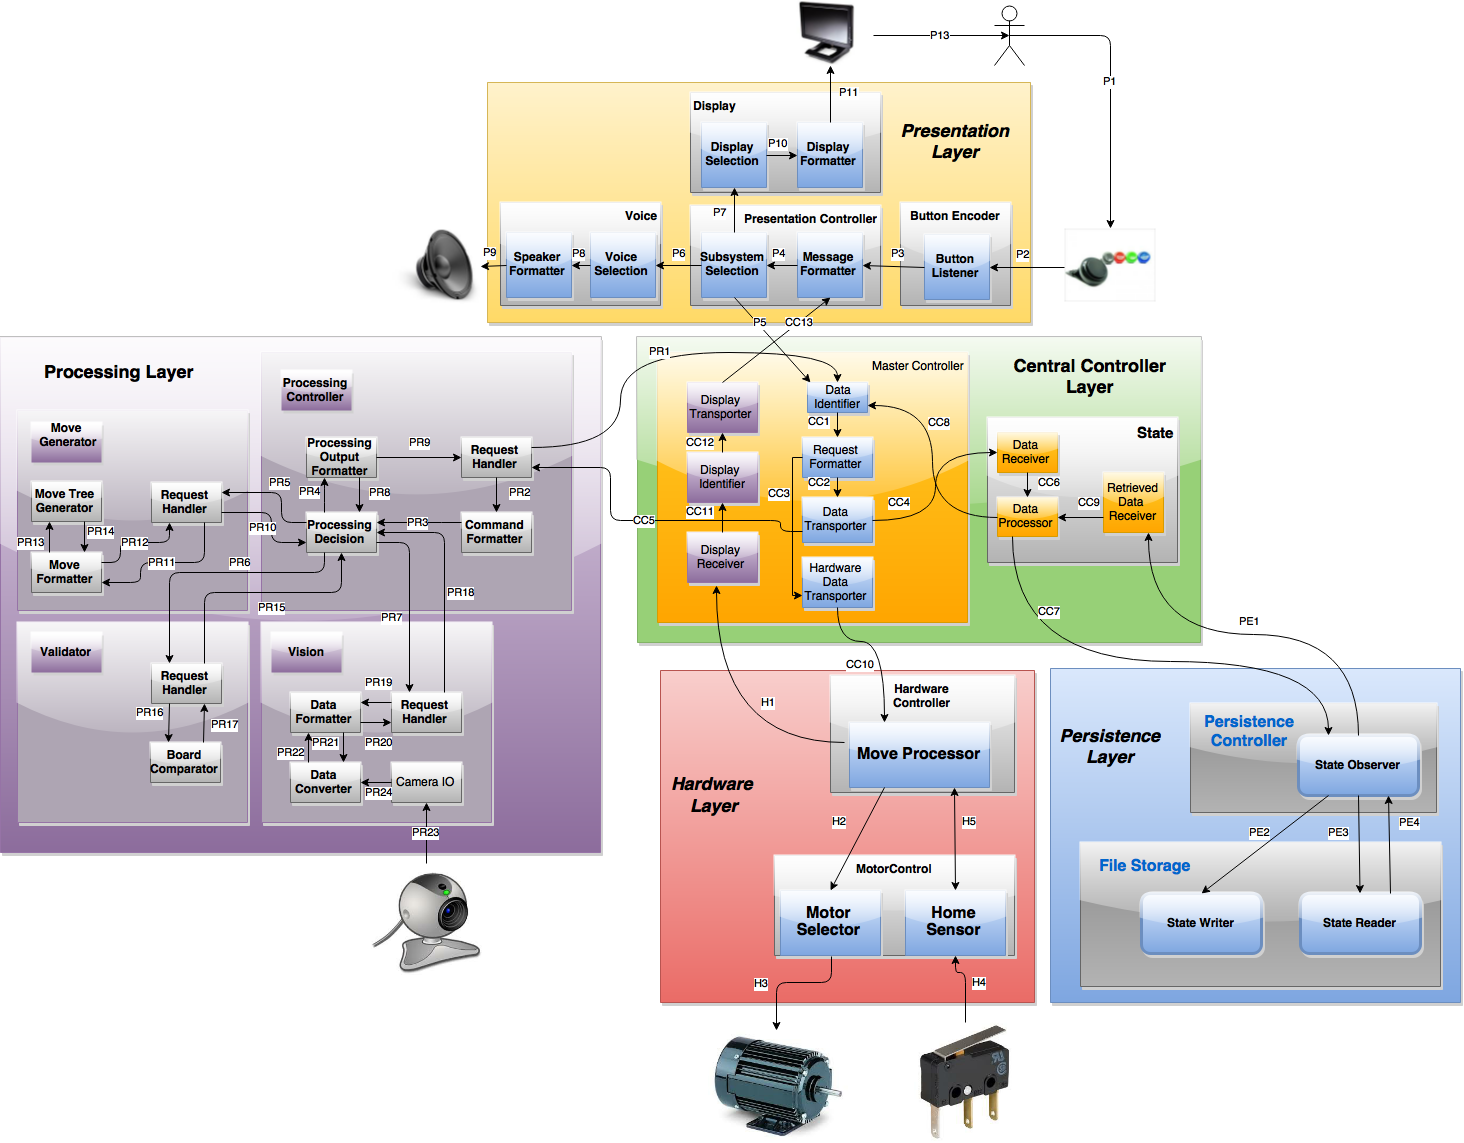 P13
P1
P11
Display
Display
Selection
P10
Display
Formatter
Presentation
Layer
P7
Voice
Presentation Controller
Button Encoder
P9
Speaker
Formatter
P8
Voice
Selection
P6
Subsystem
Selection
P4
Message
Formatter
P3
Button
Listener
P2
P5
CC13
Processing Layer
Processing
Controller
Move
Generator
Processing
Output
Formatter
PR9
Request
Handler
PR1
Move Tree
Generator
Request
Handler
PR5
PR4
PR8
PR2
PR13
PR14
PR12
PR10
Processing
Decision
PR3
Command
Formatter
Move
Formatter
PR11
PR6
PR15
PR18
PR7
Validator
Vision
Request
Handler
PR16
PR17
Board
Comparator
PR19
Data
Formatter
Request
Handler
PR22
PR21
PR20
Data
Converter
PR24
Camera IO
PR23
Master Controller
Central Controller
Layer
Display
Transporter
Data
Identifier
CC1
CC8
State
CC12
Request
Formatter
Data
Receiver
Display
Identifier
CC3
CC2
CC6
Retrieved
Data
Receiver
CC9
CC4
CC11
CC5
Data
Transporter
Data
Processor
Display
Receiver
Hardware
Data
Transporter
CC7
PE1
CC10
H1
Hardware
Controller
Move Processor
Hardware
Layer
H2
H5
MotorControl
Motor
Selector
Home
Sensor
H3
H4
Persistence
Layer
Persistence
Controller
State Observer
PE2
PE3
PE4
File Storage
State Writer
State Reader